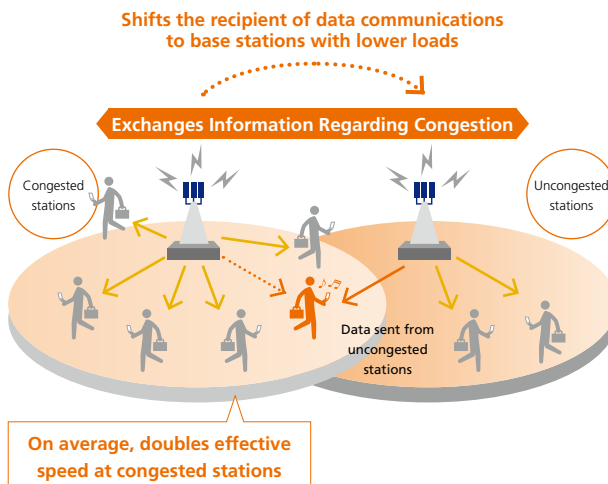 Shifts the recipient of data communications
to base stations with lower loads
Exchanges Information Regarding Congestion
Congested
stations
Uncongested
stations
Data sent from
uncongested
stations
On average, doubles effective
speed at congested stations